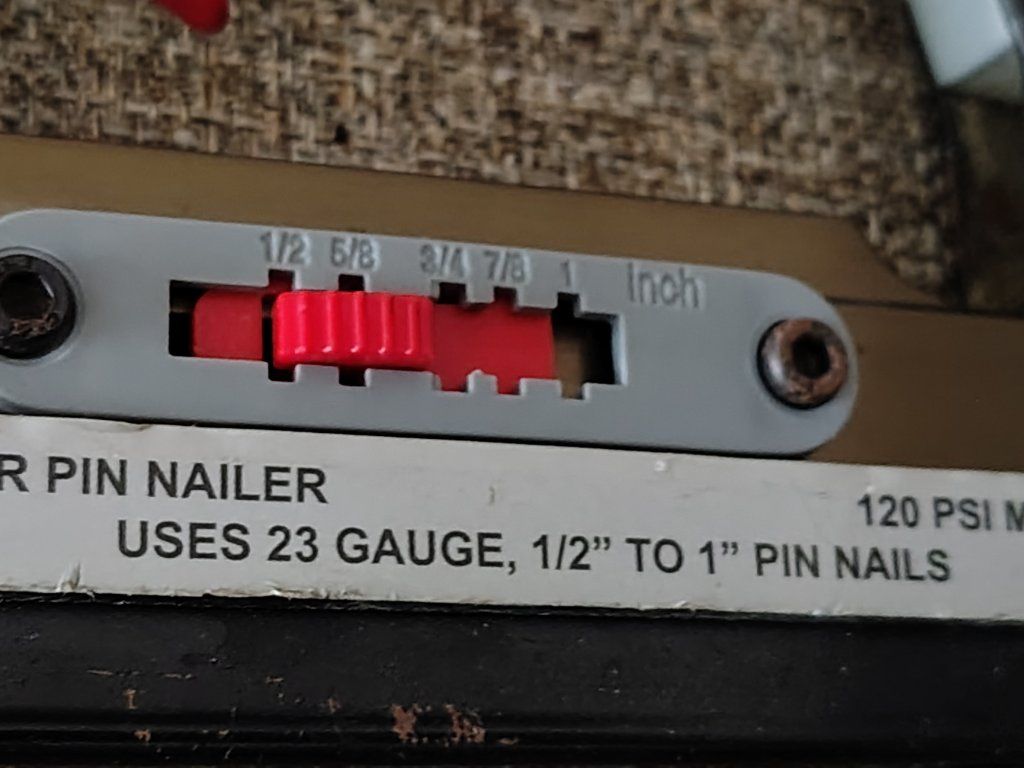 1/2 5/8 3/4 7/8 1 inch
R PIN NAILER
120 PSI M
USES 23 GAUGE, 1/2” TO 1” PIN NAILS